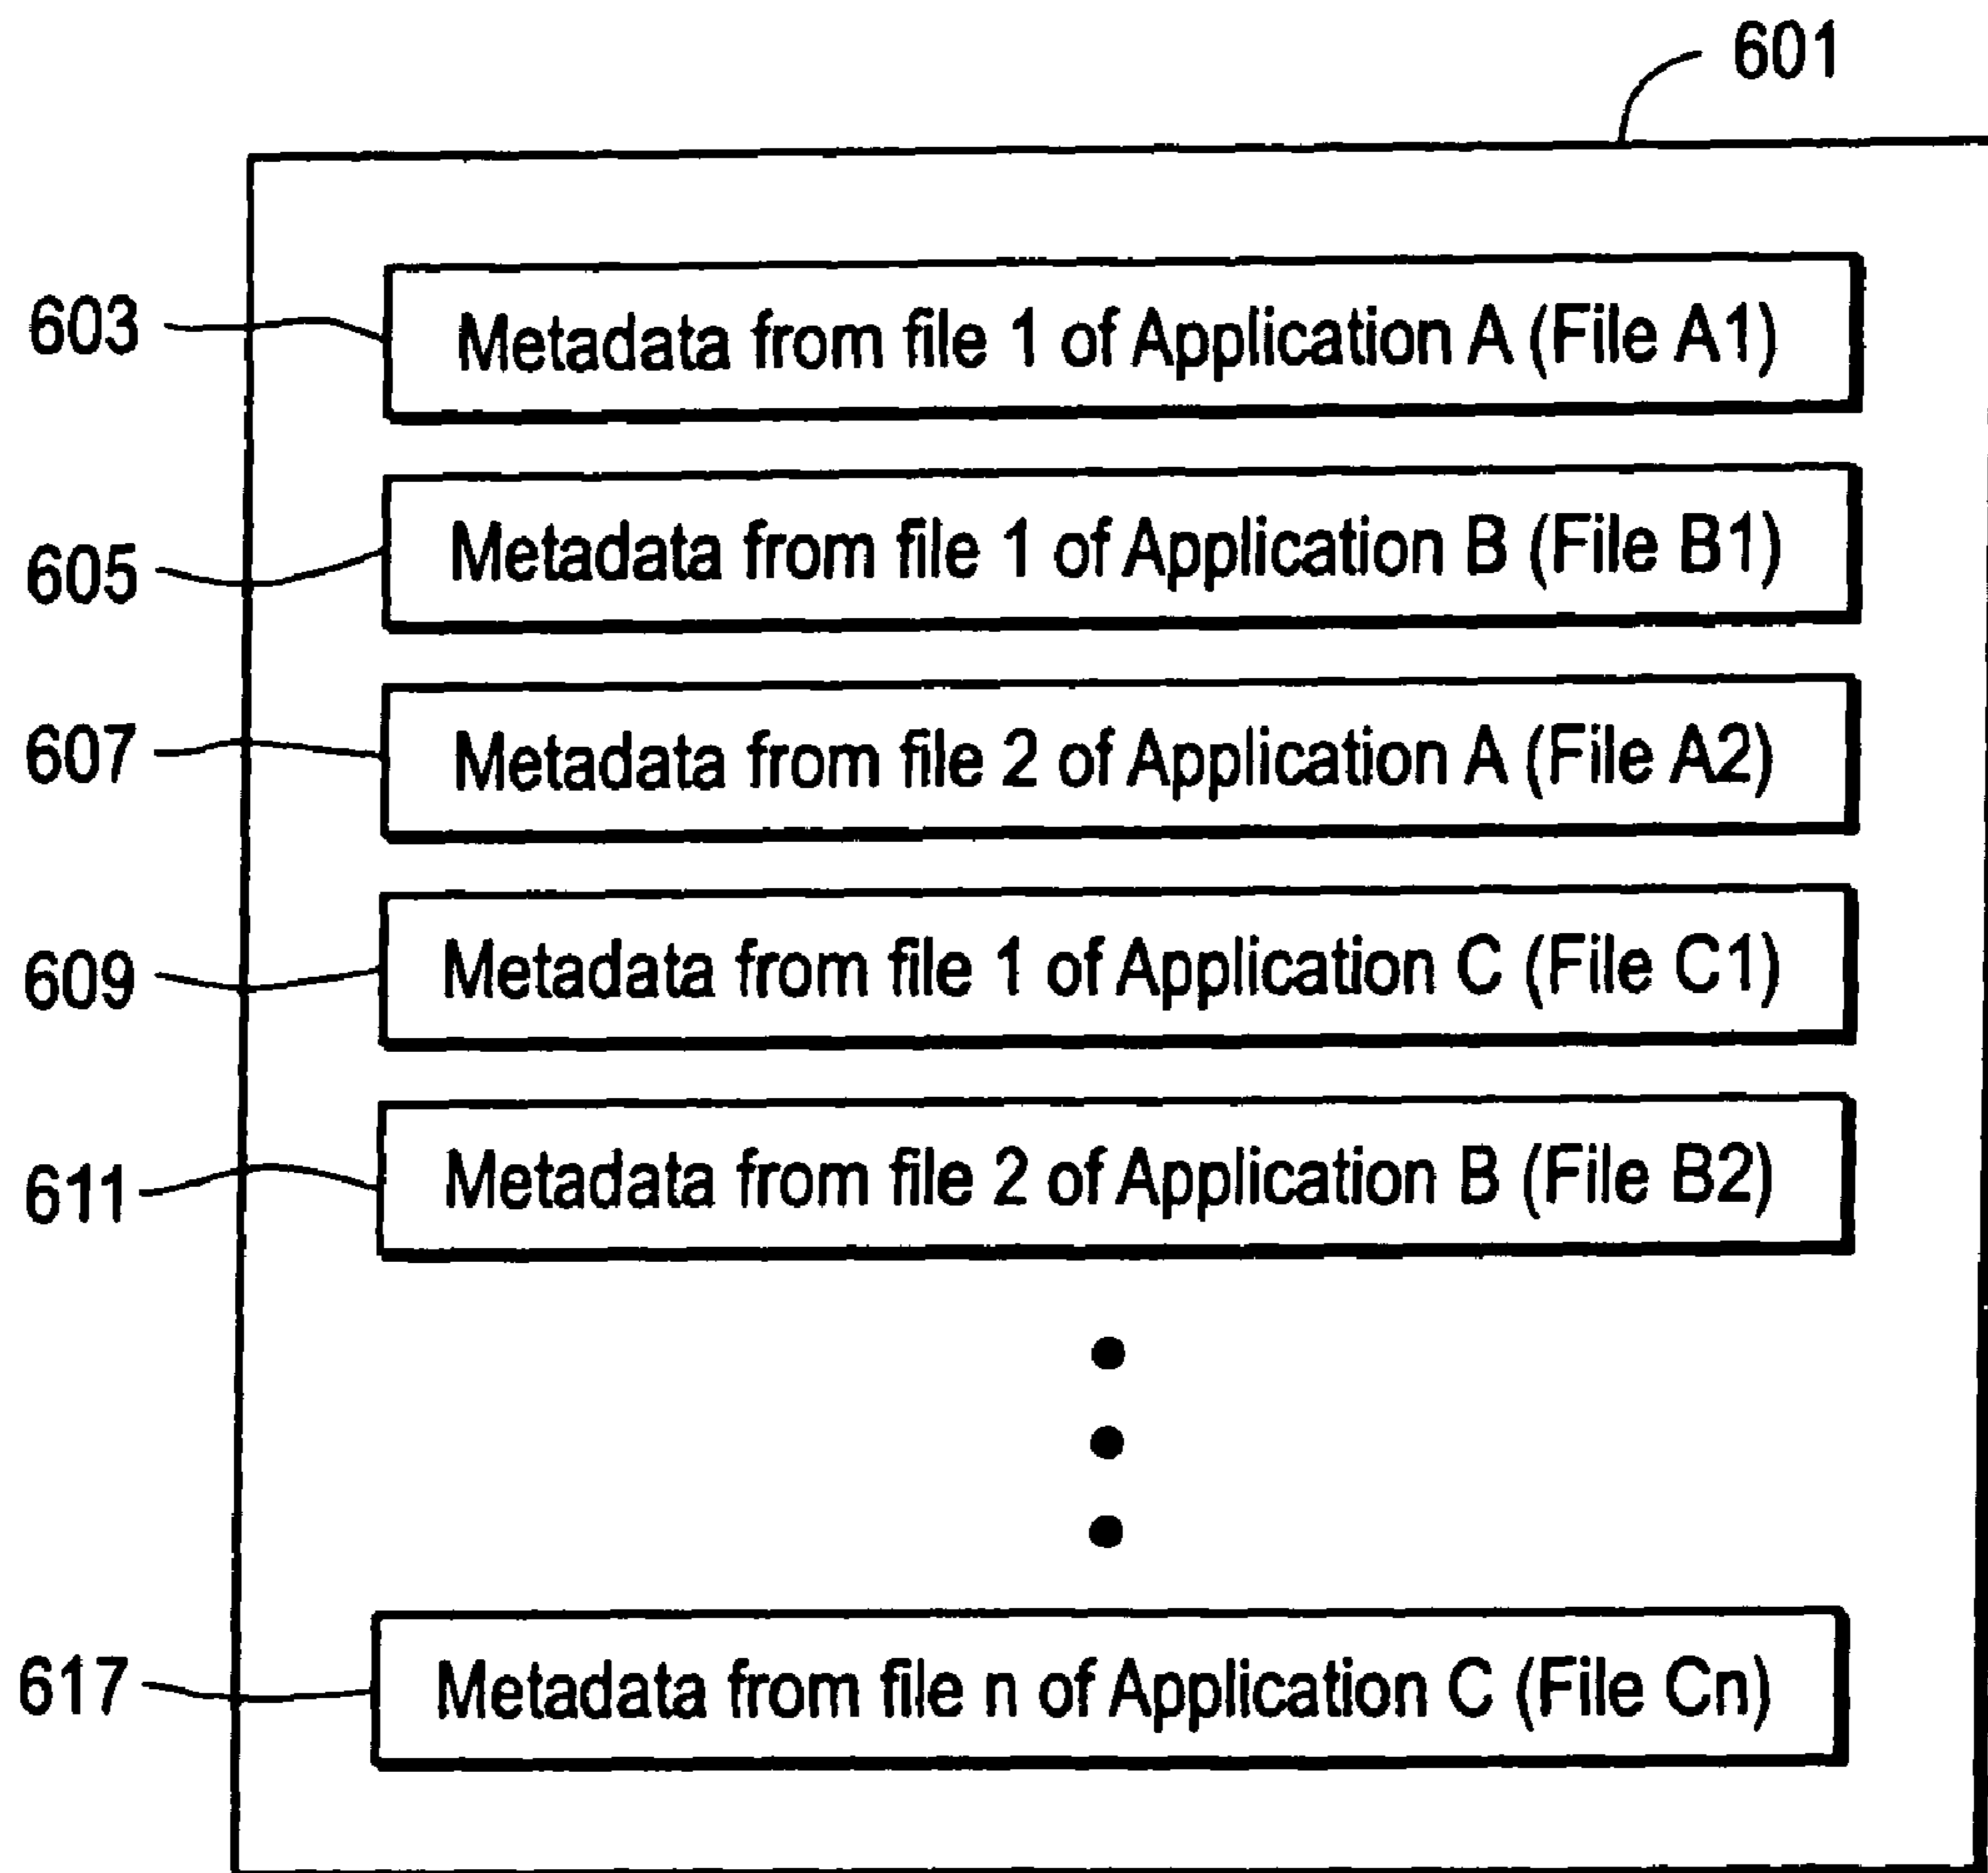 601
603 Metadata from file 1 of Application A (File A1)
605 Metadata from file 1 of Application B (File B1)
607 Metadata from file 2 of Application A (File A2)
609 Metadata from file 1 of Application C (File C1)
611 Metadata from file 2 of Application B (File B2)
617 Metadata from file n of Application C (File Cn)